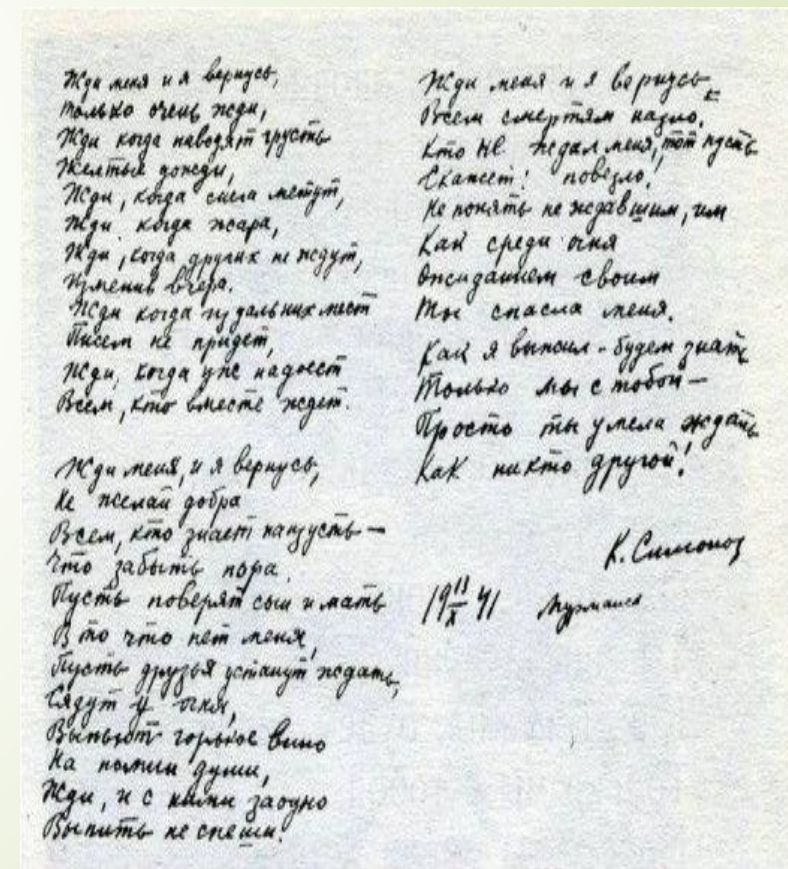 Жди меня и я вернусь,
только очень жди,
Жди когда наводят грусть
Желтые дожди,
Жди, когда снега метут,
Жди когда жара,
Жди, когда других не ждут,
Изменив вчера.
Жди когда из дальних мест
Писем не придет,
Жди, когда уже надоест
Всем, кто вместе ждет.
Жди меня, и я вернусь,
Не желай добра
Всем, кто знает наизусть —
Что забыть пора.
Пусть поверят сын и мать
В то что нет меня,
Пусть друзья устанут ждать,
Сядут у огня,
Выпьют горькое вино
На помин души,
Жди, и с ними заодно
Выпить не спеши.
Жди меня и я вернусь
Всем смертям назло.
Кто не ждал меня, тот пусть
Скажет: повезло!
Не понять не ждавшим, им
Как среди огня
Ожиданием своим
Ты спасла меня.
Как я выжил - будем знать
Только мы с тобой —
Просто ты умела ждать
Как никто другой!
К. Симонов
19 11/X 41 Мурманск